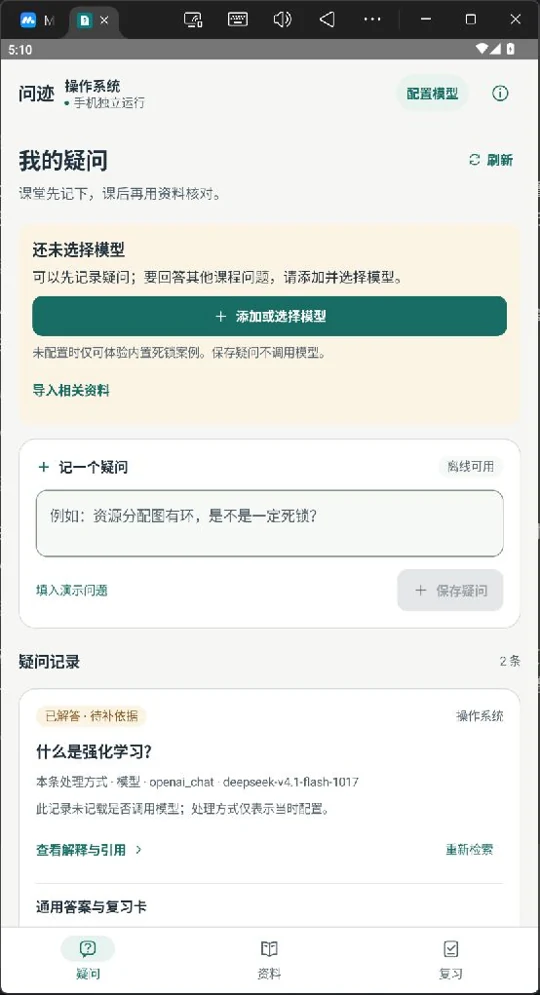 M
5:10
问迹
操作系统
手机独立运行
配置模型
我的疑问
刷新
课堂先记下，课后再用资料核对。
还未选择模型
可以先记录疑问；要回答其他课程问题，请添加并选择模型。
+ 添加或选择模型
未配置时仅可体验内置死锁案例。保存疑问不调用模型。
导入相关资料
+ 记一个疑问
离线可用
例如：资源分配图有环，是不是一定死锁？
填入演示问题
+ 保存疑问
疑问记录
2 条
已解答 · 待补依据
操作系统
什么是强化学习？
本条处理方式 · 模型 · openai_chat · deepseek-v4.1-flash-1017
此记录未记载是否调用模型；处理方式仅表示当时配置。
查看解释与引用
重新检索
通用答案与复习卡
疑问
资料
复习